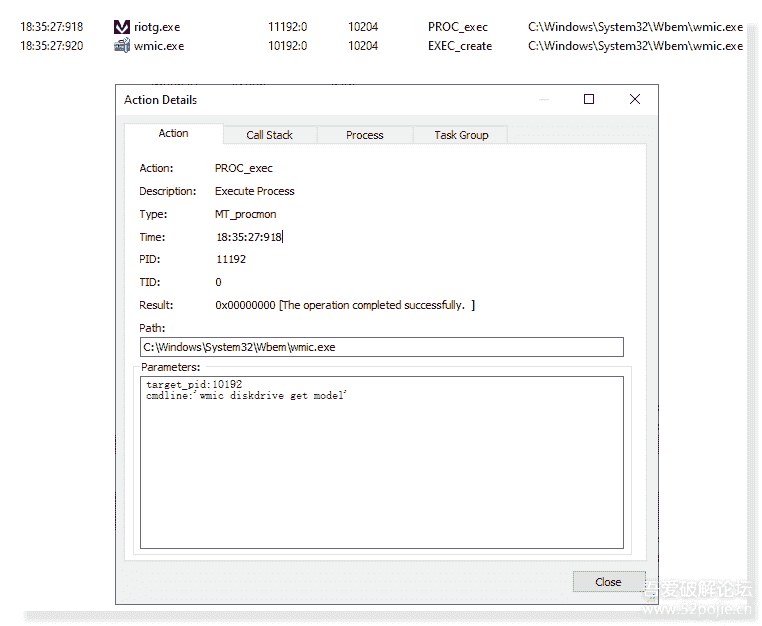 18:35:27:918 riotg.exe 11192:0 10204 PROC_exec C:\Windows\System32\Wbem\wmic.exe
18:35:27:920 wmic.exe 10192:0 10204 EXEC_create C:\Windows\System32\Wbem\wmic.exe
Action Details
Action Call Stack Process Task Group
Action: PROC_exec
Description: Execute Process
Type: MT_procmon
Time: 18:35:27:918
PID: 11192
TID: 0
Result: 0x00000000 [The operation completed successfully. ]
Path:
C:\Windows\System32\Wbem\wmic.exe
Parameters:
target_pid:10192
cmdline:'wmic diskdrive get model'
Close
吾爱破解论坛
www.52pojie.cn